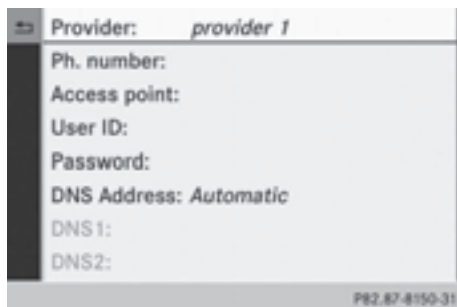 Provider: provider 1
Ph. number:
Access point:
User ID:
Password:
DNS Address: Automatic
DNS1:
DNS2:
P82.87-8150-31